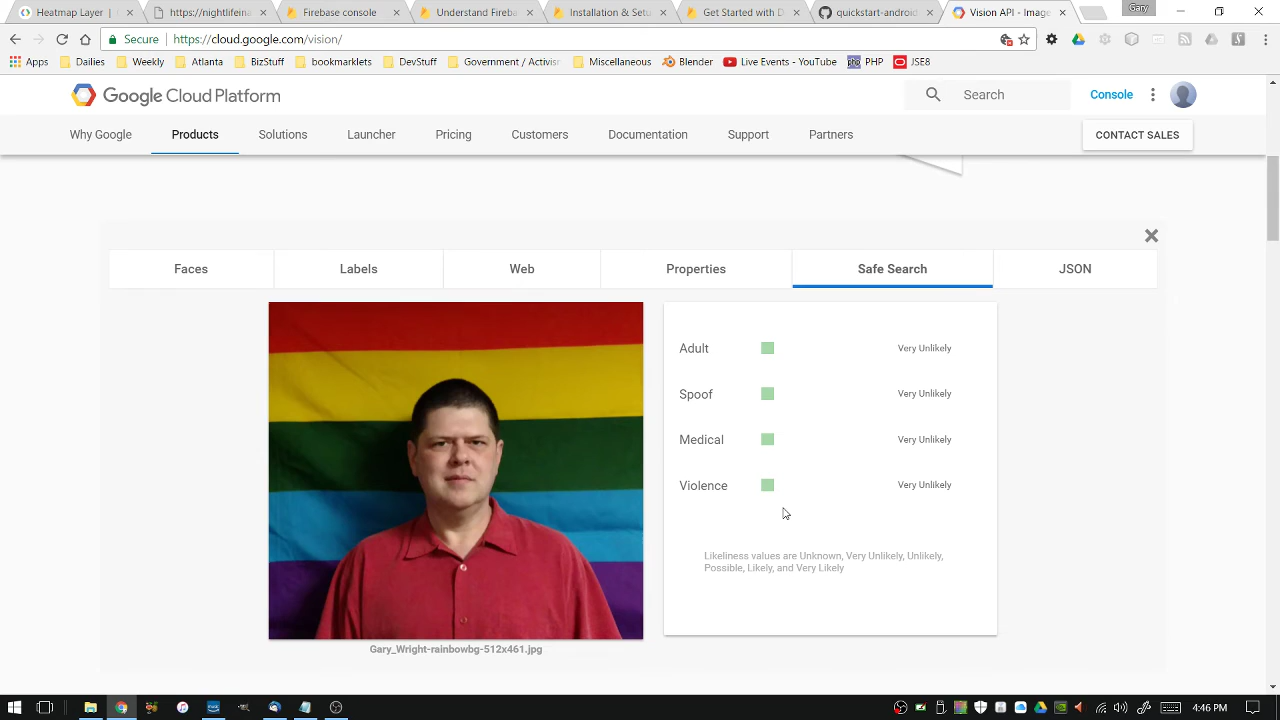 Heatmap Layer |
https://nightlifeina
Firebase console
Understand Fireba
Installation & Setu
Get Started with D
quickstart-android
Vision API - Image
Gary
Secure https://cloud.google.com/vision/
Apps Dailies Weekly Atlanta BizStuff bookmarklets DevStuff Government / Activis Miscellaneous Blender Live Events - YouTube php PHP JSE8
Google Cloud Platform Search Console
Why Google Products Solutions Launcher Pricing Customers Documentation Support Partners CONTACT SALES
Faces Labels Web Properties Safe Search JSON
Adult Very Unlikely
Spoof Very Unlikely
Medical Very Unlikely
Violence Very Unlikely
Likeliness values are Unknown, Very Unlikely, Unlikely,
Possible, Likely, and Very Likely
Gary_Wright-rainbowbg-512x461.jpg
4:46 PM